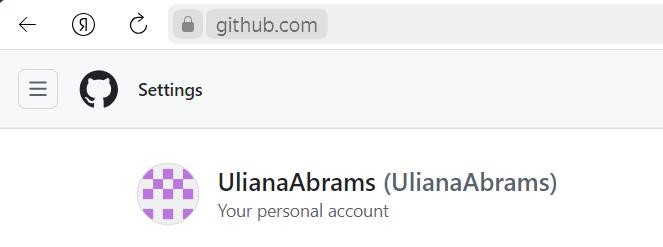 Я github.com
Settings
UlianaAbrams (UlianaAbrams)
Your personal account